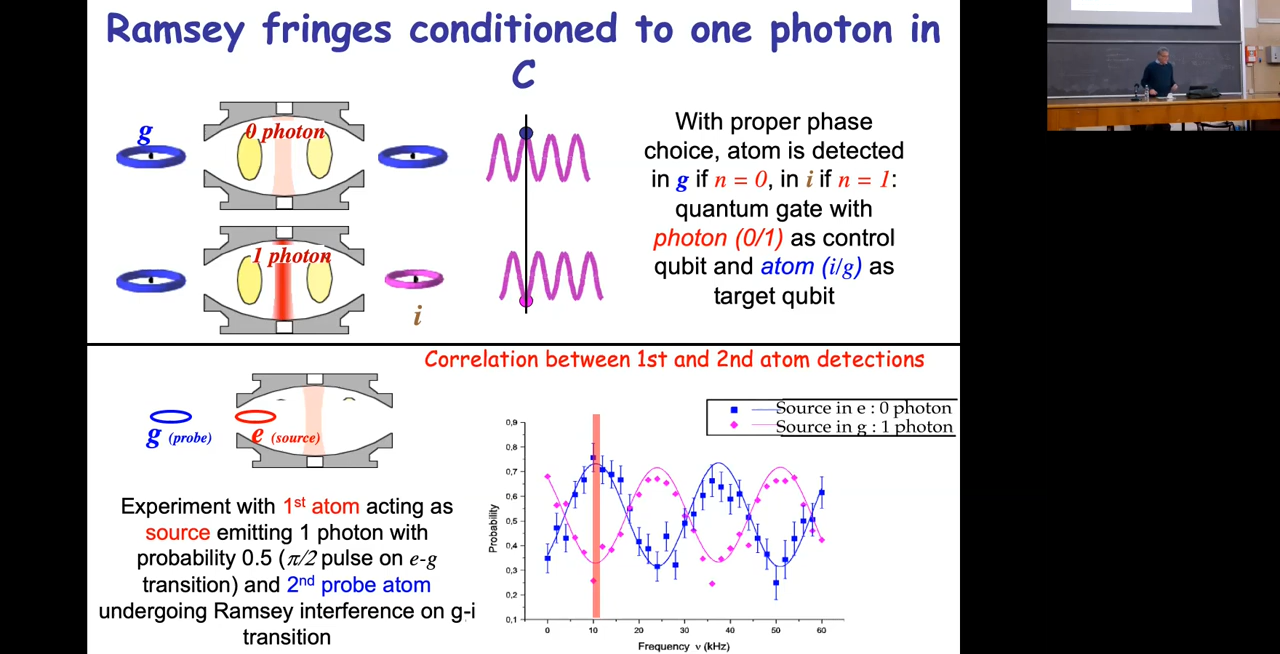 Ramsey fringes conditioned to one photon in
C
g
0 photon
1 photon
i
With proper phase
choice, atom is detected
in g if n = 0, in i if n = 1:
quantum gate with
photon (0/1) as control
qubit and atom (i/g) as
target qubit
Correlation between 1st and 2nd atom detections
g (probe)
e (source)
Experiment with 1st atom acting as
source emitting 1 photon with
probability 0.5 (π/2 pulse on e-g
transition) and 2nd probe atom
undergoing Ramsey interference on g-i
transition
Source in e : 0 photon
Source in g : 1 photon
Probability
0,9
0,8
0,7
0,6
0,5
0,4
0,3
0,2
0,1
0 10 20 30 40 50 60
Frequency ν (kHz)